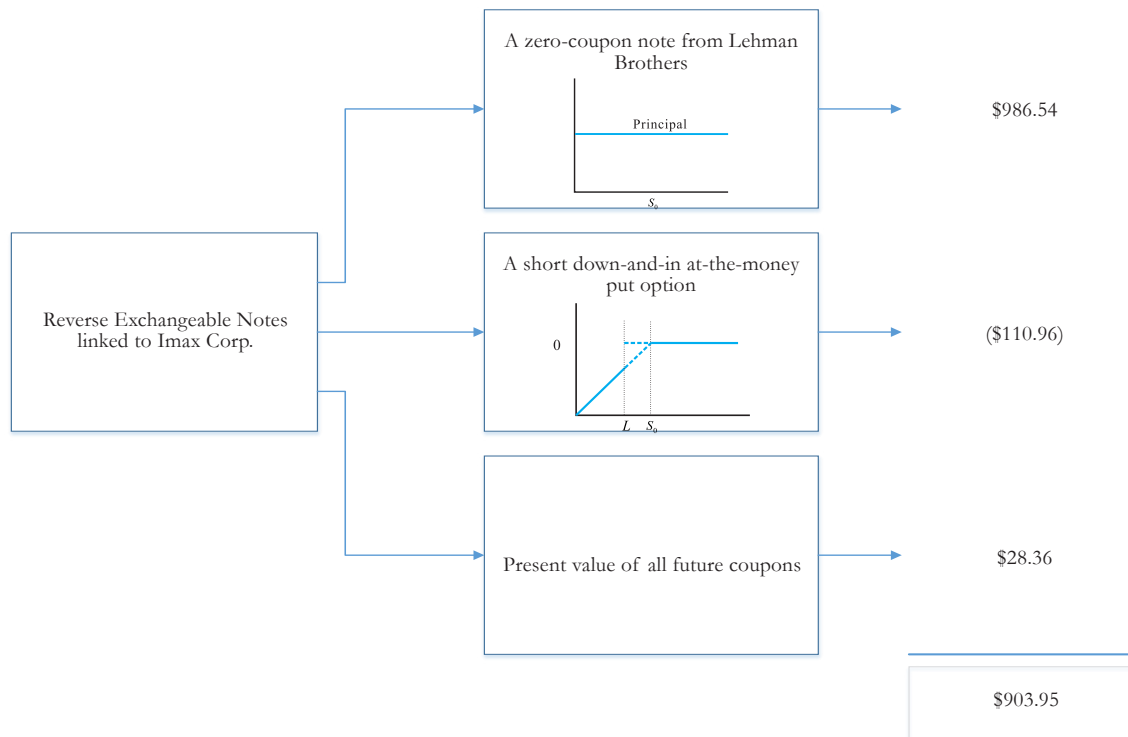 A zero-coupon note from Lehman
Brothers
Principal
S₀
$986.54
Reverse Exchangeable Notes
linked to Imax Corp.
A short down-and-in at-the-money
put option
0
L S₀
($110.96)
Present value of all future coupons
$28.36
$903.95